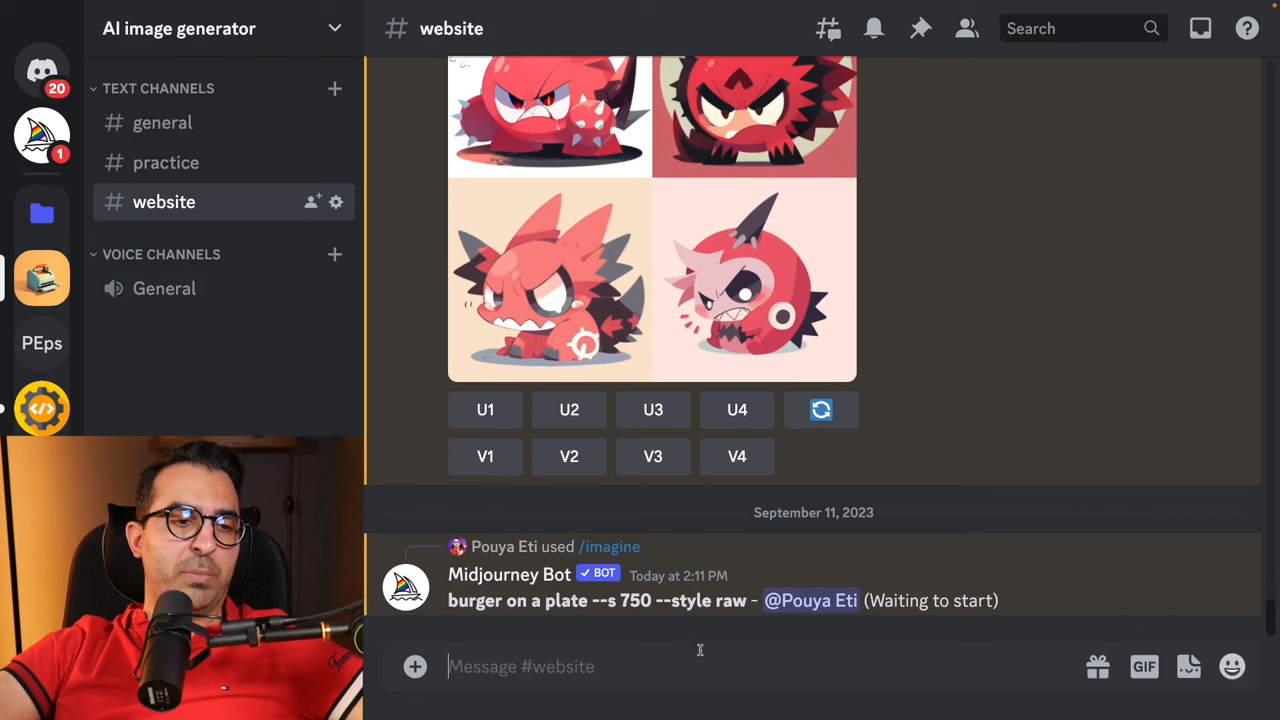 AI image generator
# website
Search
20
TEXT CHANNELS
# general
1
# practice
# website
VOICE CHANNELS
General
PEps
U1 U2 U3 U4
V1 V2 V3 V4
September 11, 2023
Pouya Eti used /imagine
Midjourney Bot ✓ BOT Today at 2:11 PM
burger on a plate --s 750 --style raw - @Pouya Eti (Waiting to start)
Message #website
GIF